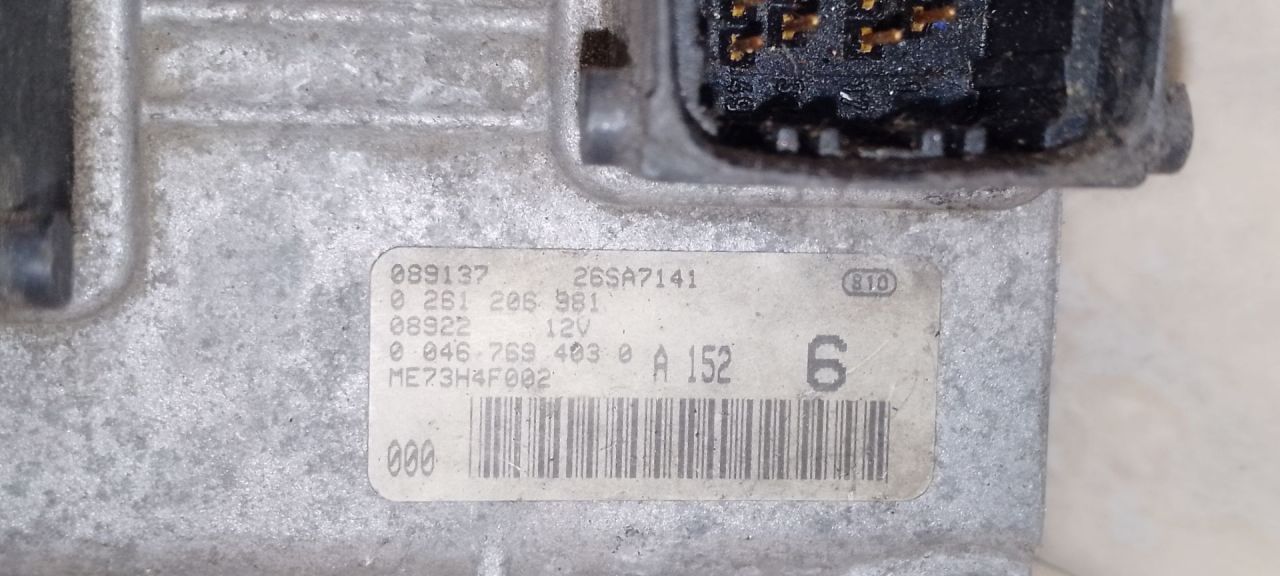 089137 26SA7141 810
0 261 206 981
08922 12V
0 046 769 403 0 A 152 6
ME73H4F002
000